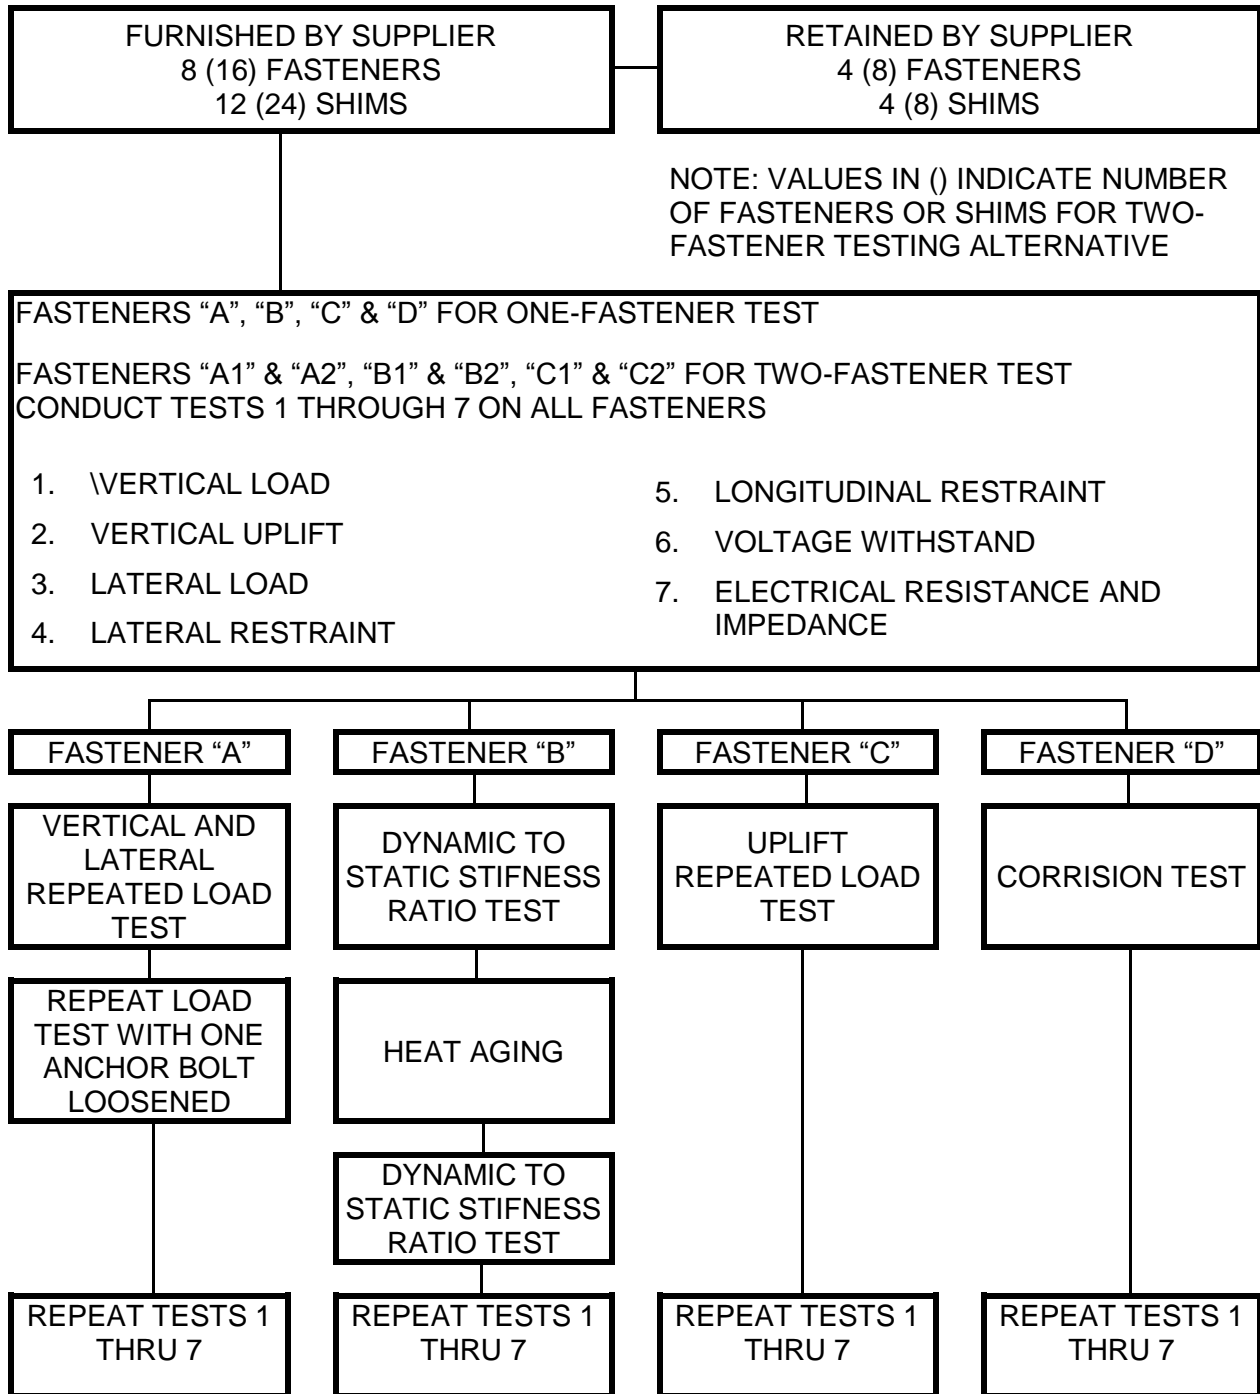 FURNISHED BY SUPPLIER
8 (16) FASTENERS
12 (24) SHIMS
RETAINED BY SUPPLIER
4 (8) FASTENERS
4 (8) SHIMS
NOTE: VALUES IN () INDICATE NUMBER
OF FASTENERS OR SHIMS FOR TWO-
FASTENER TESTING ALTERNATIVE
FASTENERS “A”, “B”, “C” & “D” FOR ONE-FASTENER TEST
FASTENERS “A1” & “A2”, “B1” & “B2”, “C1” & “C2” FOR TWO-FASTENER TEST
CONDUCT TESTS 1 THROUGH 7 ON ALL FASTENERS
1. \VERTICAL LOAD
2. VERTICAL UPLIFT
3. LATERAL LOAD
4. LATERAL RESTRAINT
5. LONGITUDINAL RESTRAINT
6. VOLTAGE WITHSTAND
7. ELECTRICAL RESISTANCE AND
IMPEDANCE
FASTENER “A”
VERTICAL AND
LATERAL
REPEATED LOAD
TEST
REPEAT LOAD
TEST WITH ONE
ANCHOR BOLT
LOOSENED
REPEAT TESTS 1
THRU 7
FASTENER “B”
DYNAMIC TO
STATIC STIFNESS
RATIO TEST
HEAT AGING
DYNAMIC TO
STATIC STIFNESS
RATIO TEST
REPEAT TESTS 1
THRU 7
FASTENER “C”
UPLIFT
REPEATED LOAD
TEST
REPEAT TESTS 1
THRU 7
FASTENER “D”
CORRISION TEST
REPEAT TESTS 1
THRU 7